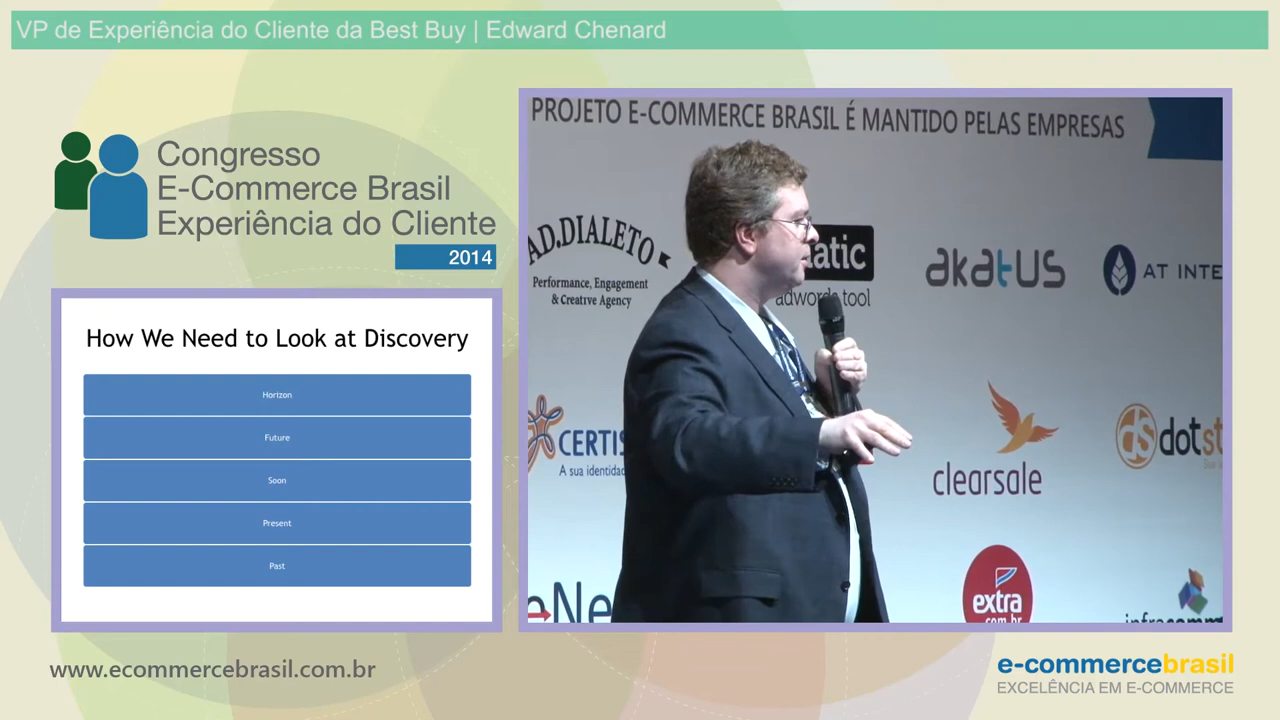 VP de Experiência do Cliente da Best Buy | Edward Chenard
Congresso
E-Commerce Brasil
Experiência do Cliente
2014
How We Need to Look at Discovery
Horizon
Future
Soon
Present
Past
PROJETO E-COMMERCE BRASIL É MANTIDO PELAS EMPRESAS
AD.DIALETO
Performance, Engagement
& Creative Agency
adwords tool
akatus
AT INTE
CERTIS
A sua identidad
clearsale
ds dotst
eNe
extra
com.br
infracomm
www.ecommercebrasil.com.br
e-commercebrasil
EXCELÊNCIA EM E-COMMERCE